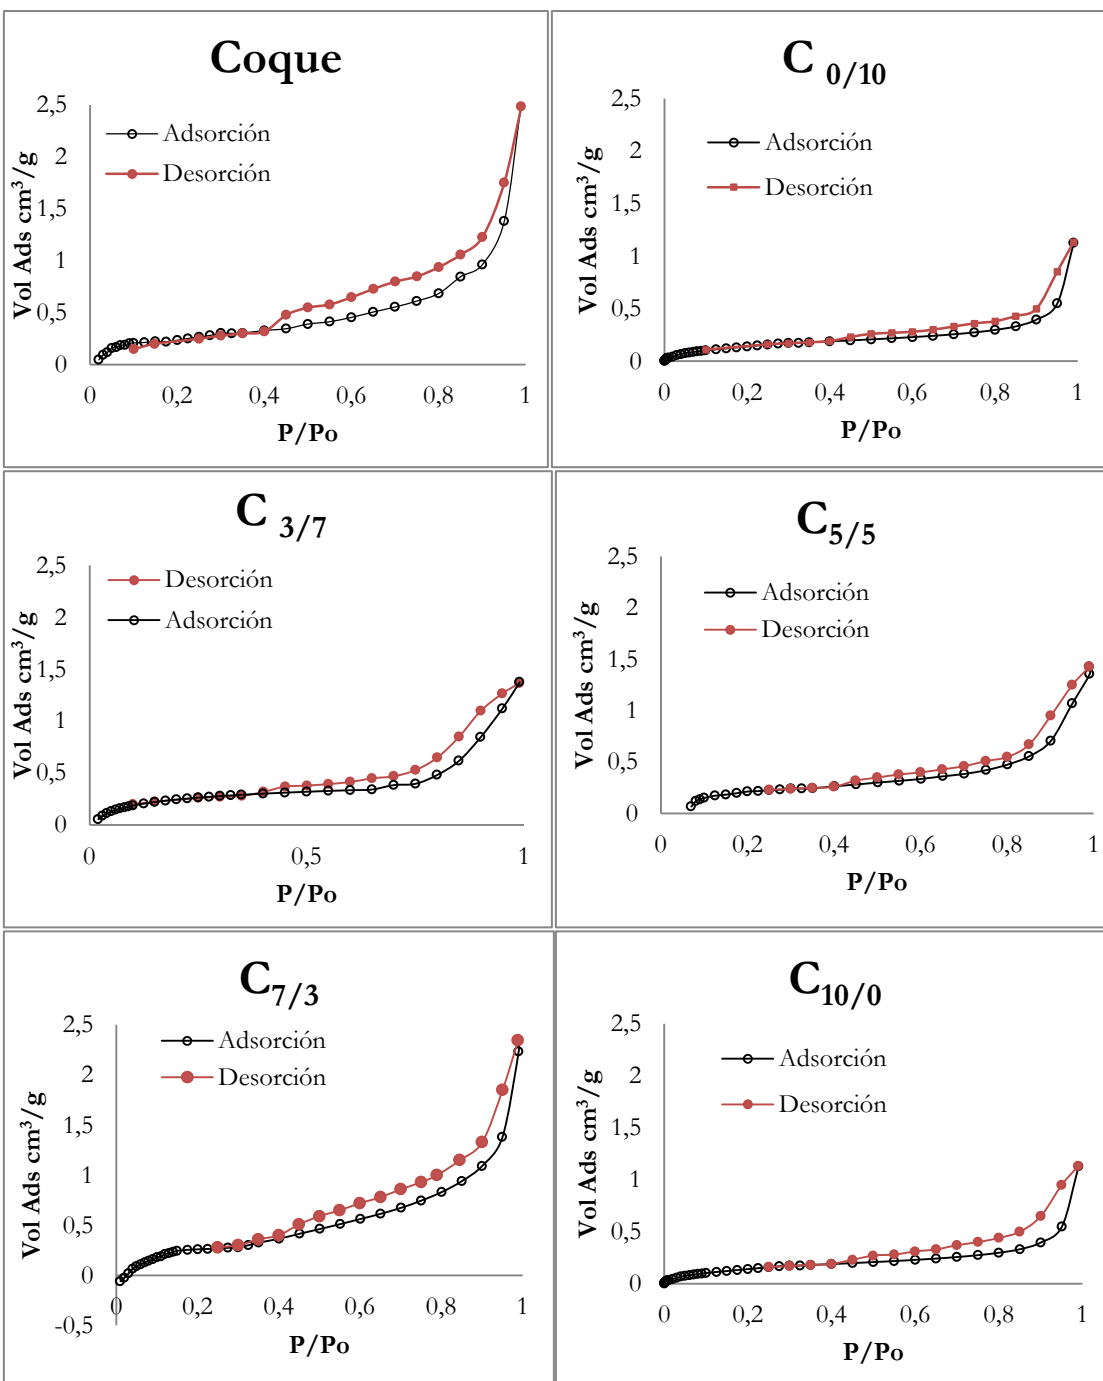 Coque
2,5
2
1,5
1
0,5
0
Vol Ads cm³/g
Adsorción
Desorción
0 0,2 0,4 0,6 0,8 1
P/Po
C 0/10
2,5
2
1,5
1
0,5
0
Vol Ads cm³/g
Adsorción
Desorción
0 0,2 0,4 0,6 0,8 1
P/Po
C 3/7
2,5
2
1,5
1
0,5
0
Vol Ads cm³/g
Desorción
Adsorción
0 0,5 1
P/Po
C5/5
2,5
2
1,5
1
0,5
0
Vol Ads cm³/g
Adsorción
Desorción
0 0,2 0,4 0,6 0,8 1
P/Po
C7/3
2,5
2
1,5
1
0,5
0
-0,5
Vol Ads cm³/g
Adsorción
Desorción
0 0,2 0,4 0,6 0,8 1
P/Po
C10/0
2,5
2
1,5
1
0,5
0
Vol Ads cm³/g
Adsorción
Desorción
0 0,2 0,4 0,6 0,8 1
P/Po